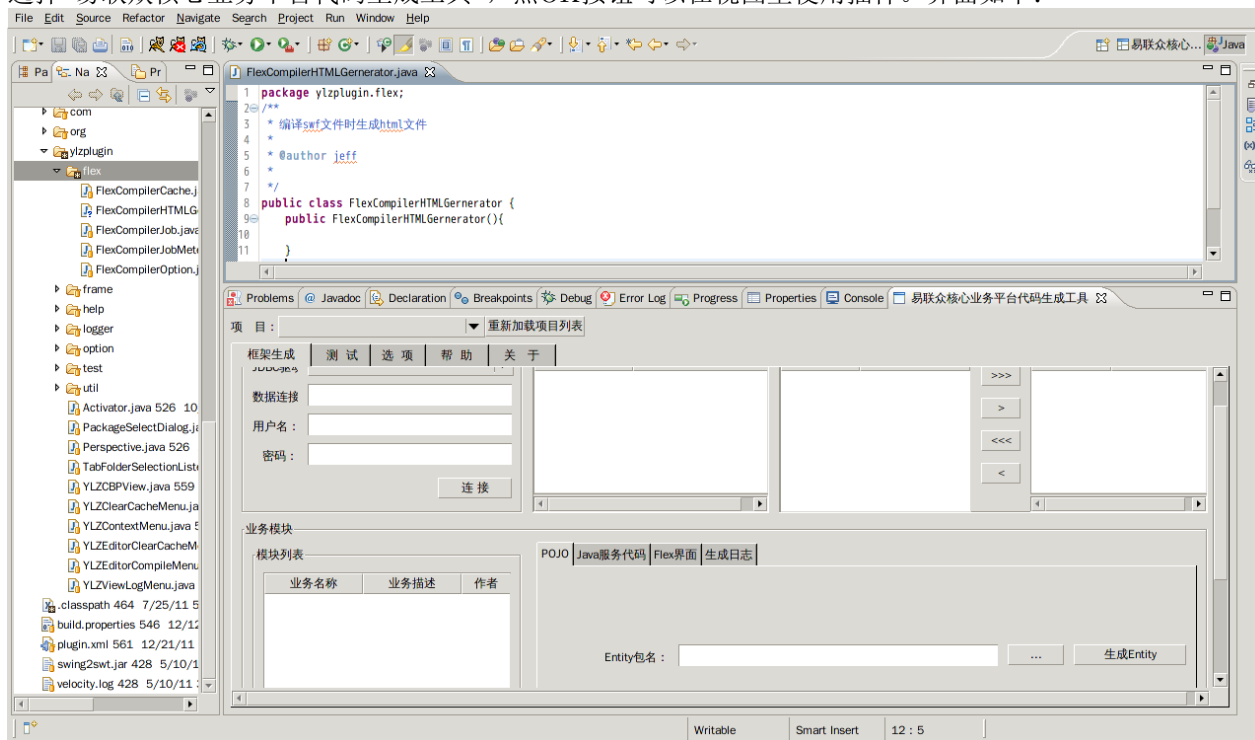 File Edit Source Refactor Navigate Search Project Run Window Help
易联众核心... Java
Pa Na Pr
com
org
ylzplugin
flex
FlexCompilerCache.j
FlexCompilerHTMLG
FlexCompilerJob.java
FlexCompilerJobMet
FlexCompilerOption.j
frame
help
logger
option
test
util
Activator.java 526 10
PackageSelectDialog.ja
Perspective.java 526
TabFolderSelectionList
YLZCBPView.java 559
YLZClearCacheMenu.ja
YLZContextMenu.java 5
YLZEditorClearCacheM
YLZEditorCompileMenu
YLZViewLogMenu.java
.classpath 464 7/25/11 5
build.properties 546 12/12
plugin.xml 561 12/21/11
swing2swt.jar 428 5/10/1
velocity.log 428 5/10/11
FlexCompilerHTMLGernerator.java
1 package ylzplugin.flex;
2 /**
3 * 编译swf文件时生成html文件
4 *
5 * @author jeff
6 *
7 */
8 public class FlexCompilerHTMLGernerator {
9 public FlexCompilerHTMLGernerator(){
10
11 }
Problems @ Javadoc Declaration Breakpoints Debug Error Log Progress Properties Console 易联众核心业务平台代码生成工具
项 目： 重新加载项目列表
框架生成 测 试 选 项 帮 助 关 于
JDBC驱动
数据连接
用户名：
密码：
连 接
>>>
>
<<<
<
业务模块
模块列表
业务名称 业务描述 作者
POJO Java服务代码 Flex界面 生成日志
Entity包名： ... 生成Entity
Writable Smart Insert 12 : 5